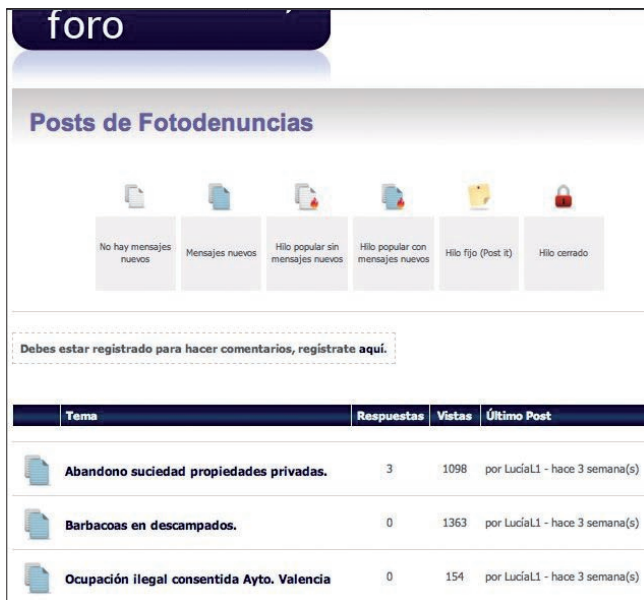 foro
Posts de Fotodenuncias
No hay mensajes nuevos
Mensajes nuevos
Hilo popular sin mensajes nuevos
Hilo popular con mensajes nuevos
Hilo fijo (Post it)
Hilo cerrado
Debes estar registrado para hacer comentarios, regístrate aquí.
Tema Respuestas Vistas Último Post
Abandono suciedad propiedades privadas. 3 1098 por LucíaL1 - hace 3 semana(s)
Barbacoas en descampados. 0 1363 por LucíaL1 - hace 3 semana(s)
Ocupación ilegal consentida Ayto. Valencia 0 154 por LucíaL1 - hace 3 semana(s)